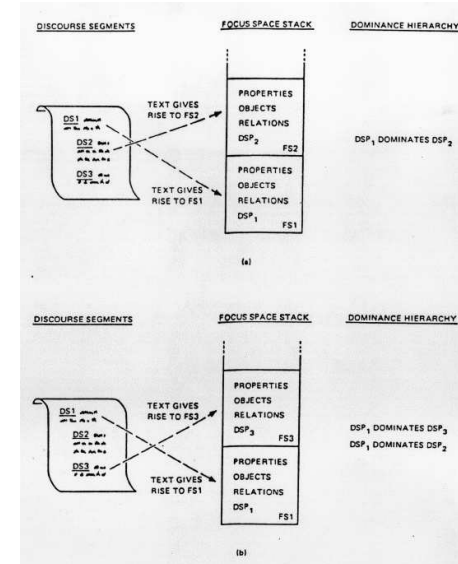 DISCOURSE SEGMENTS
FOCUS SPACE STACK
DOMINANCE HIERARCHY
DS1
DS2
DS3
TEXT GIVES
RISE TO FS2
TEXT GIVES
RISE TO FS1
PROPERTIES
OBJECTS
RELATIONS
DSP2
FS2
PROPERTIES
OBJECTS
RELATIONS
DSP1
FS1
DSP1 DOMINATES DSP2
(a)
DISCOURSE SEGMENTS
FOCUS SPACE STACK
DOMINANCE HIERARCHY
DS1
DS2
DS3
TEXT GIVES
RISE TO FS3
TEXT GIVES
RISE TO FS1
PROPERTIES
OBJECTS
RELATIONS
DSP3
FS3
PROPERTIES
OBJECTS
RELATIONS
DSP1
FS1
DSP1 DOMINATES DSP3
DSP1 DOMINATES DSP2
(b)